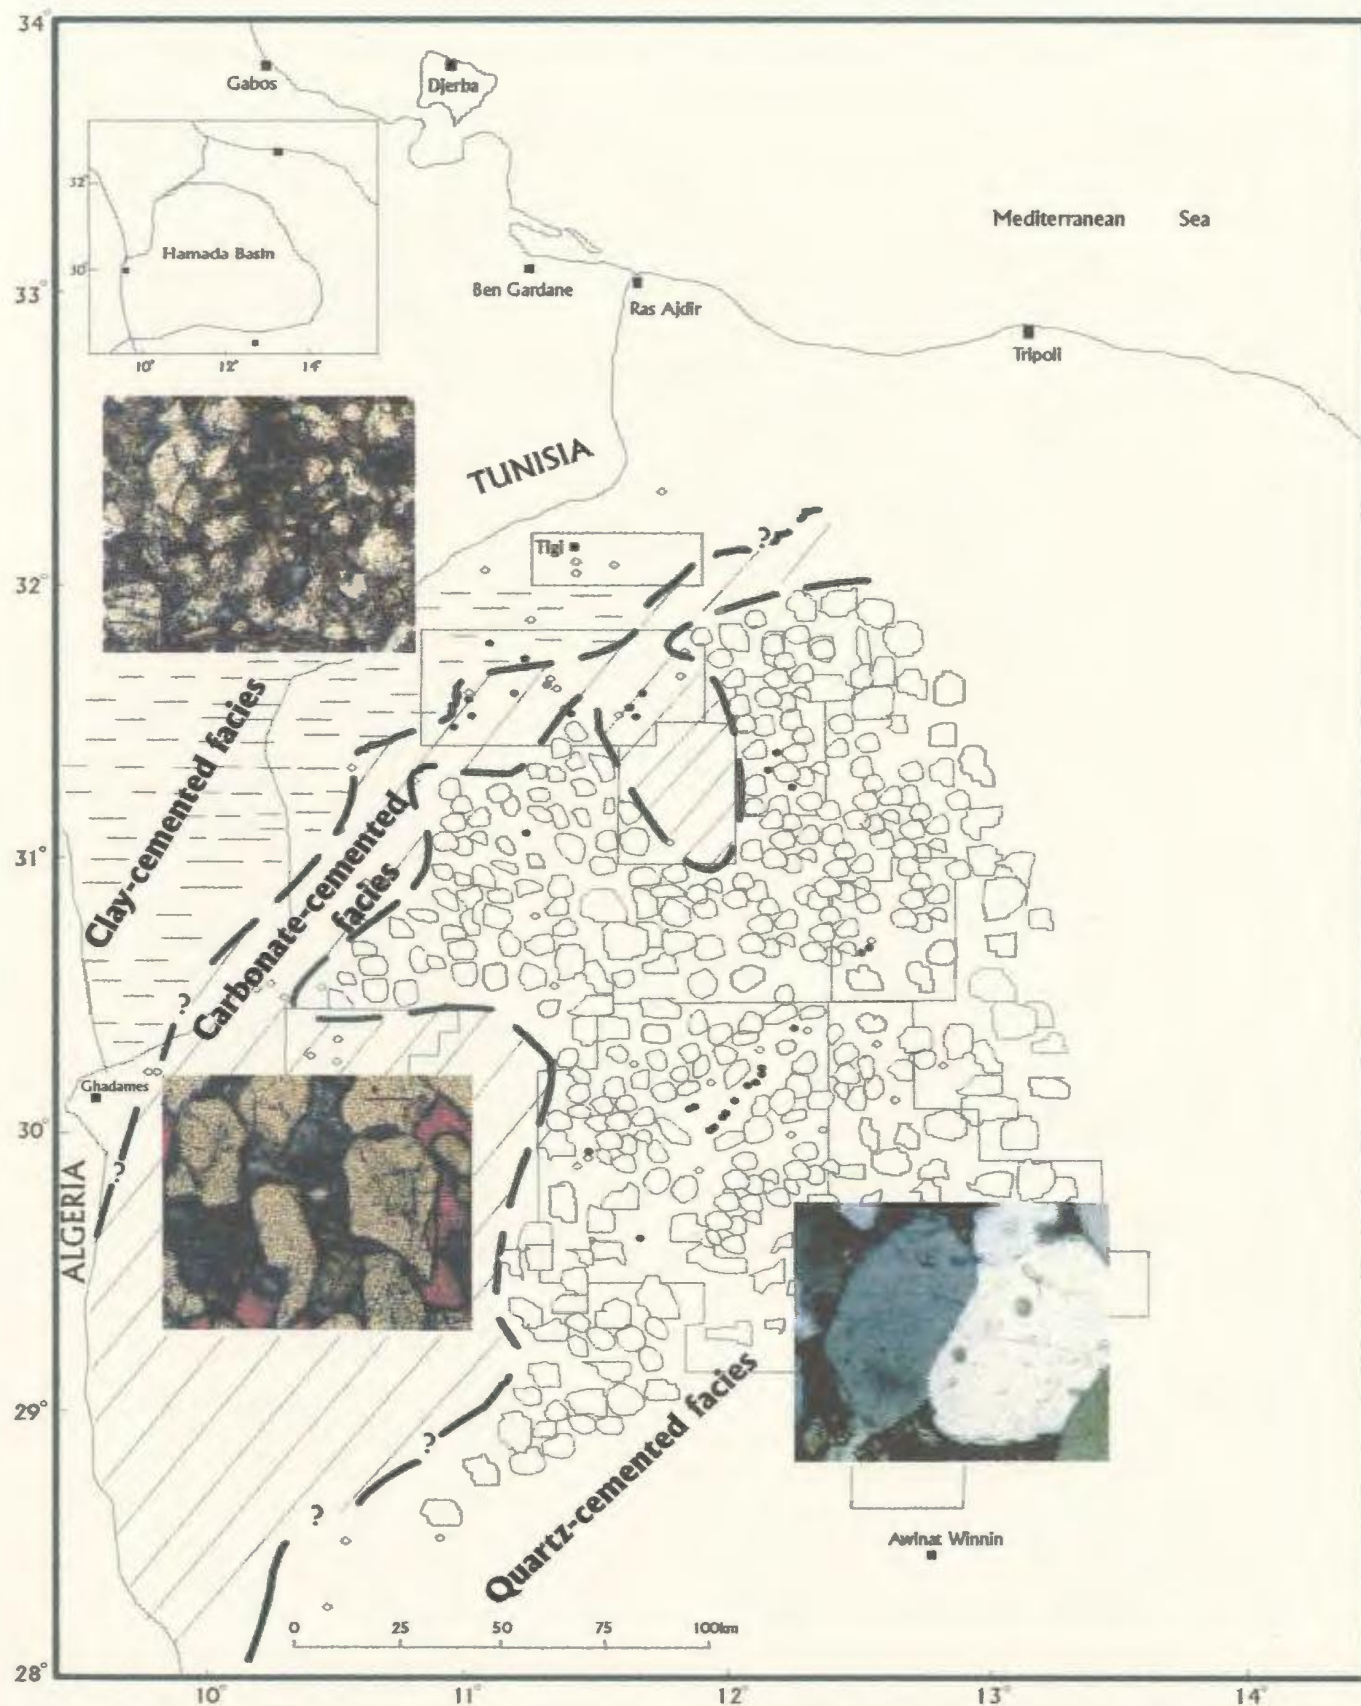 34°
Gabos
Djerba
32°
Hamada Basin
30°
10°
12°
14°
Mediterranean Sea
33°
Ben Gardane
Ras Ajdir
Tripoli
TUNISIA
?
Tigi
32°
Clay-cemented facies
Carbonate-cemented
facies
31°
?
Ghadames
30°
?
ALGERIA
29°
?
?
Quartz-cemented facies
Awinat Winnin
0
25
50
75
100km
28°
10°
11°
12°
13°
14°